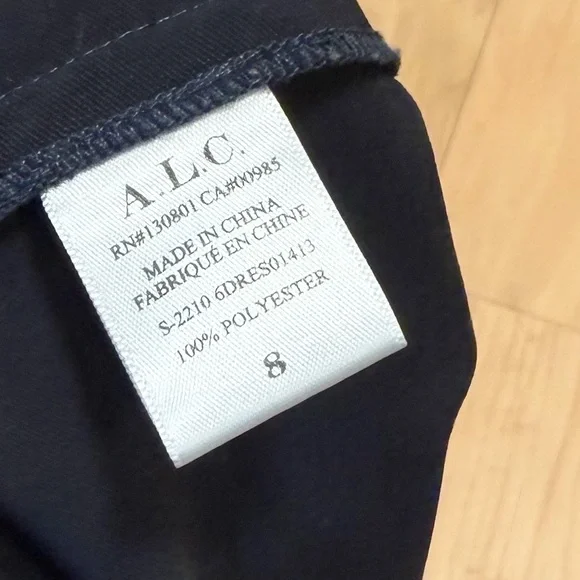 A.L.C.
RN#130801 CA#00985
MADE IN CHINA
FABRIQUÉ EN CHINE
S-2210 6DRES01413
100% POLYESTER
8